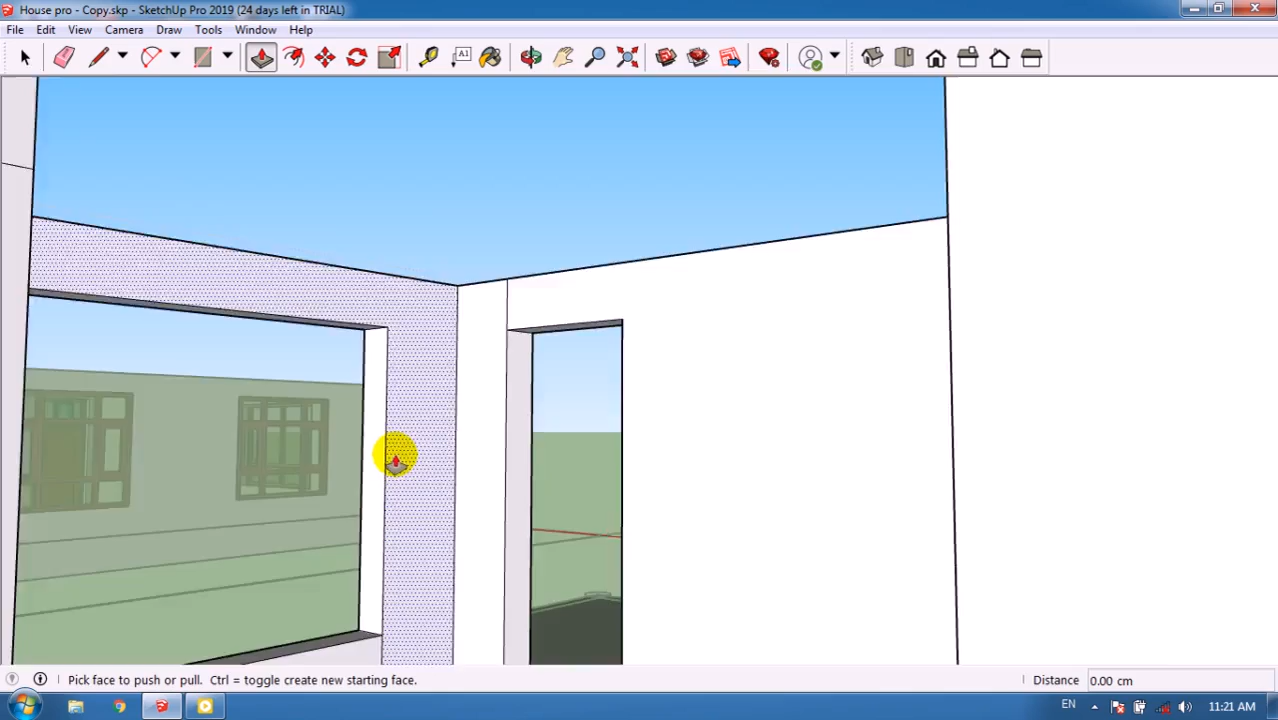 House pro - Copy.skp - SketchUp Pro 2019 (24 days left in TRIAL)
File Edit View Camera Draw Tools Window Help
A1
Pick face to push or pull. Ctrl = toggle create new starting face.
Distance 0.00 cm
EN 11:21 AM